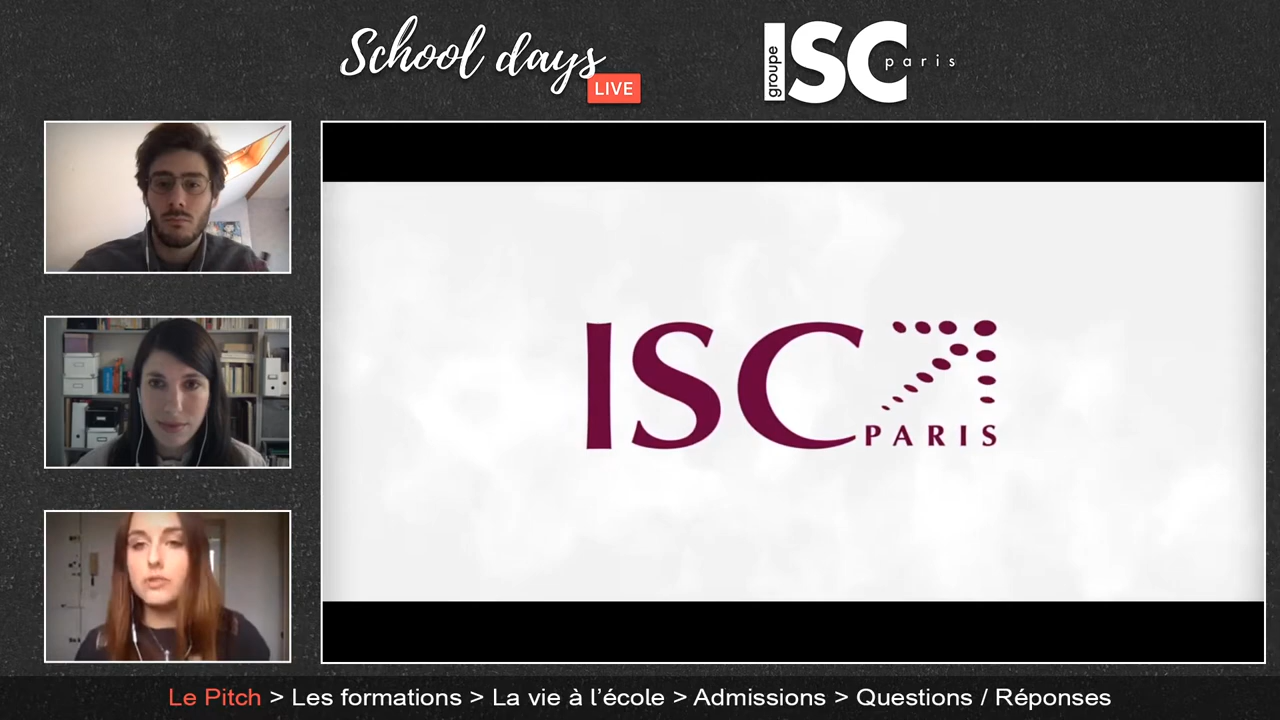 School days
LIVE
groupe ISC paris
ISC
PARIS
Le Pitch > Les formations > La vie à l’école > Admissions > Questions / Réponses